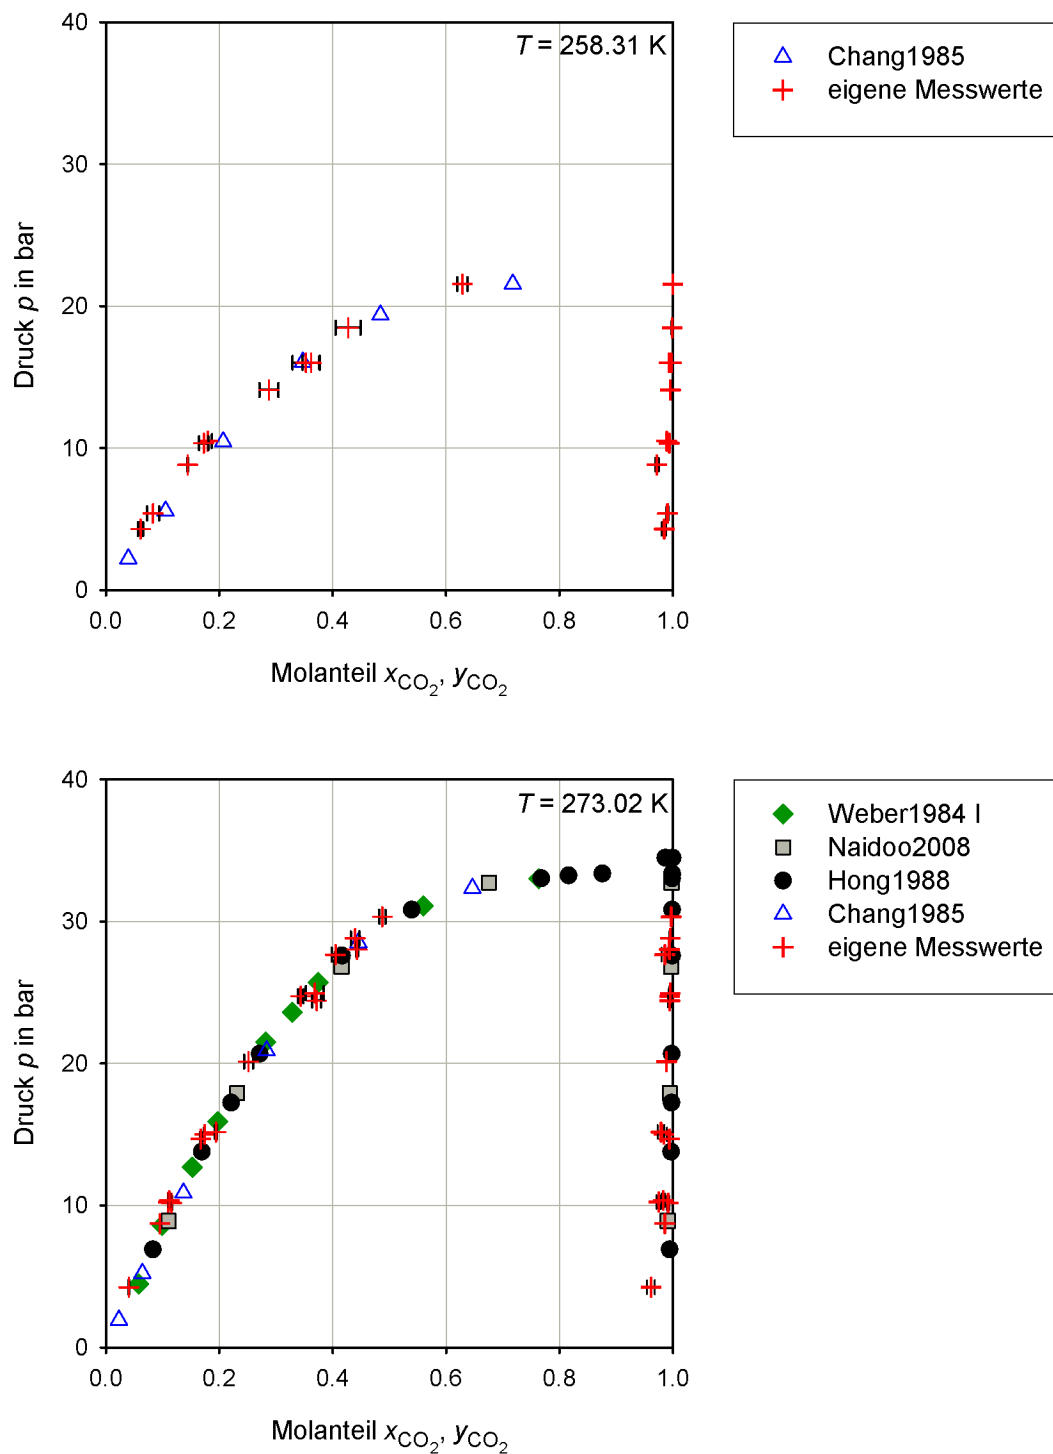 T = 258.31 K
40
30
20
10
0
Druck p in bar
0.0 0.2 0.4 0.6 0.8 1.0
Molanteil xCO2, yCO2
Chang1985
eigene Messwerte
T = 273.02 K
40
30
20
10
0
Druck p in bar
0.0 0.2 0.4 0.6 0.8 1.0
Molanteil xCO2, yCO2
Weber1984 I
Naidoo2008
Hong1988
Chang1985
eigene Messwerte